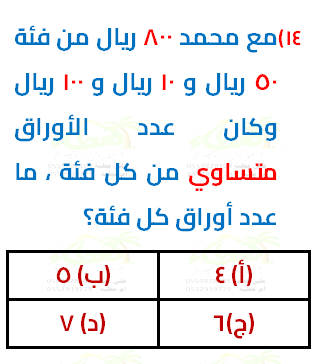 ١٤)مع محمد ٨٠٠ ريال من فئة
٥٠ ريال و ١٠ ريال و ١٠٠ ريال
وكان عدد الأوراق
متساوي من كل فئة ، ما
عدد أوراق كل فئة؟
(أ) ٤ (ب) ٥
(ج)٦ (د) ٧